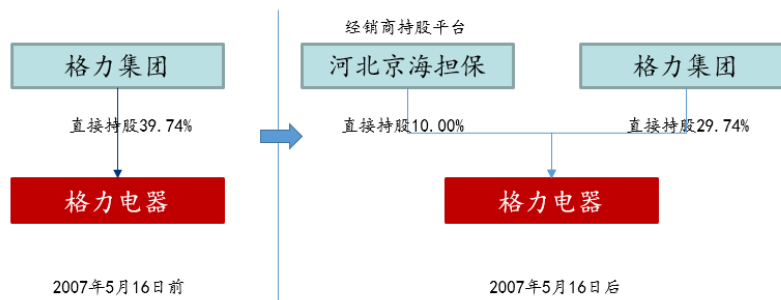 经销商持股平台
格力集团
河北京海担保
格力集团
直接持股39.74%
直接持股10.00%
直接持股29.74%
格力电器
格力电器
2007年5月16日前
2007年5月16日后